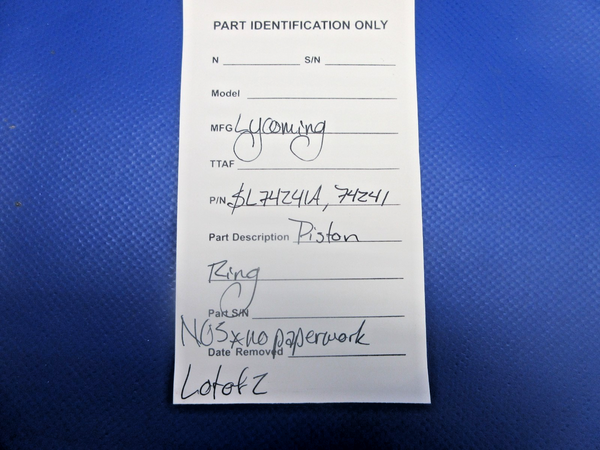 PART IDENTIFICATION ONLY
N S/N
Model
MFG Lycoming
TTAF
P/N SL74241A, 74241
Part Description Piston
Ring
Part S/N
NOS * no paperwork
Date Removed
Lot of 2